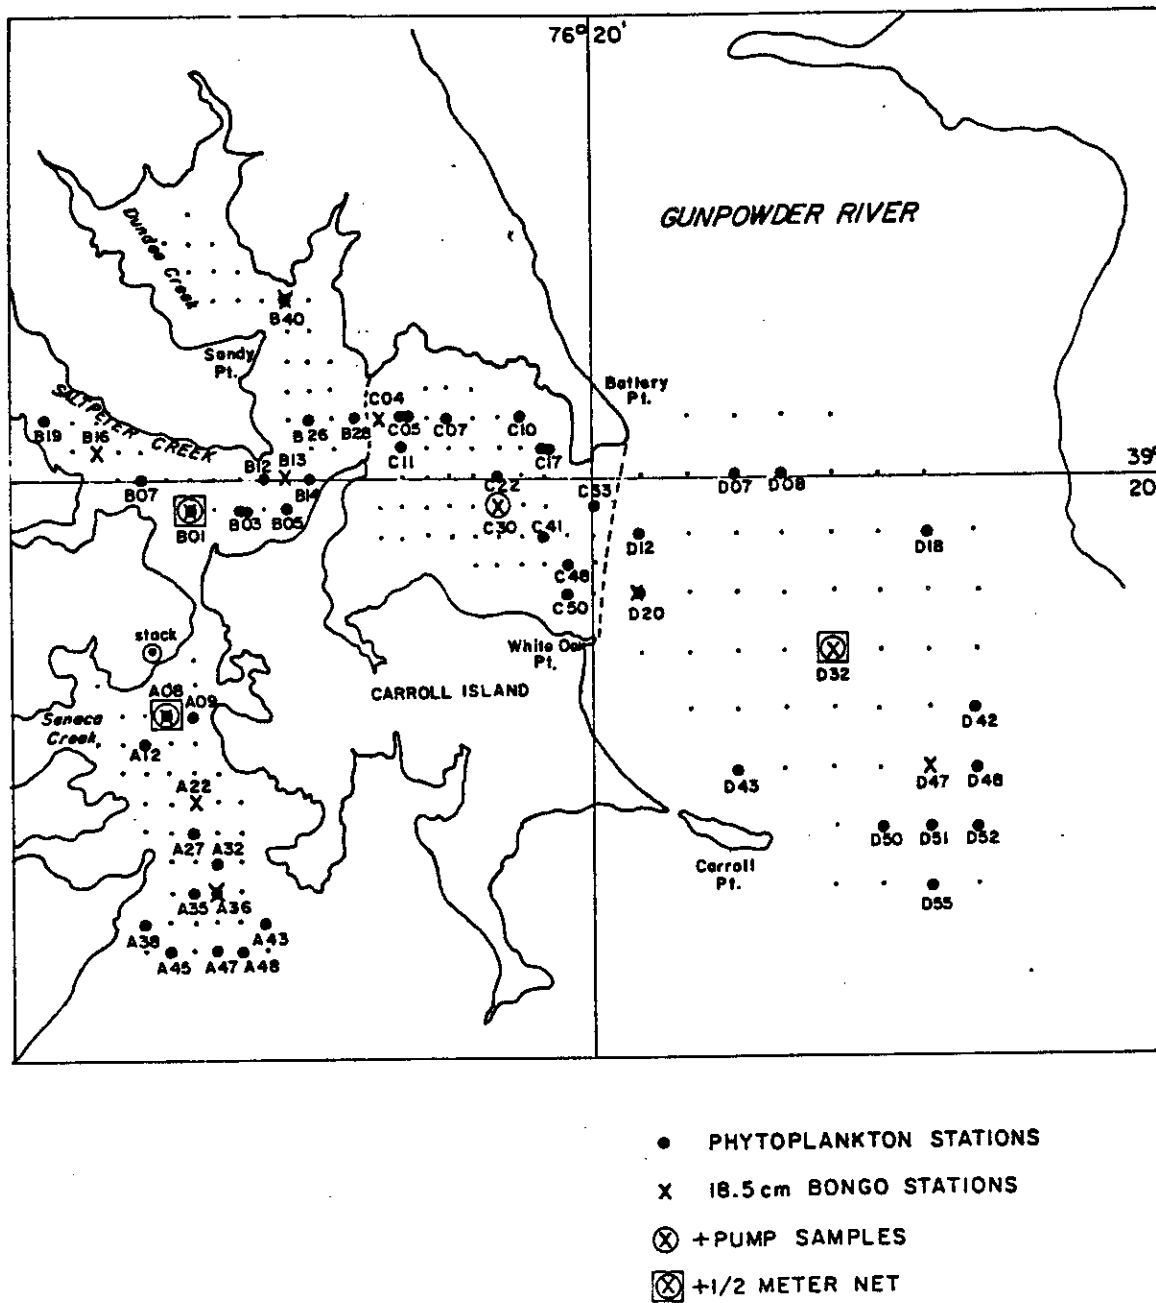 76° 20'
GUNPOWDER RIVER
Dundee
Creek
B40
Sandy
Pt.
Battery
Pt.
SALTPETER CREEK
C04
B19
B16
B26
B28
C05
C07
C10
B12
B13
C11
C17
39°
20'
B07
B14
C22
C33
D07
D08
B01
B03
B05
C30
C41
D12
D18
C48
C50
D20
stack
White Oak
Pt.
D32
A08
A09
CARROLL ISLAND
Seneca
Creek
A12
D42
A22
D43
D47
D48
A27
A32
D50
D51
D52
Carroll
Pt.
A35
A36
D55
A38
A43
A45
A47
A48
● PHYTOPLANKTON STATIONS
x 18.5cm BONGO STATIONS
+PUMP SAMPLES
+1/2 METER NET